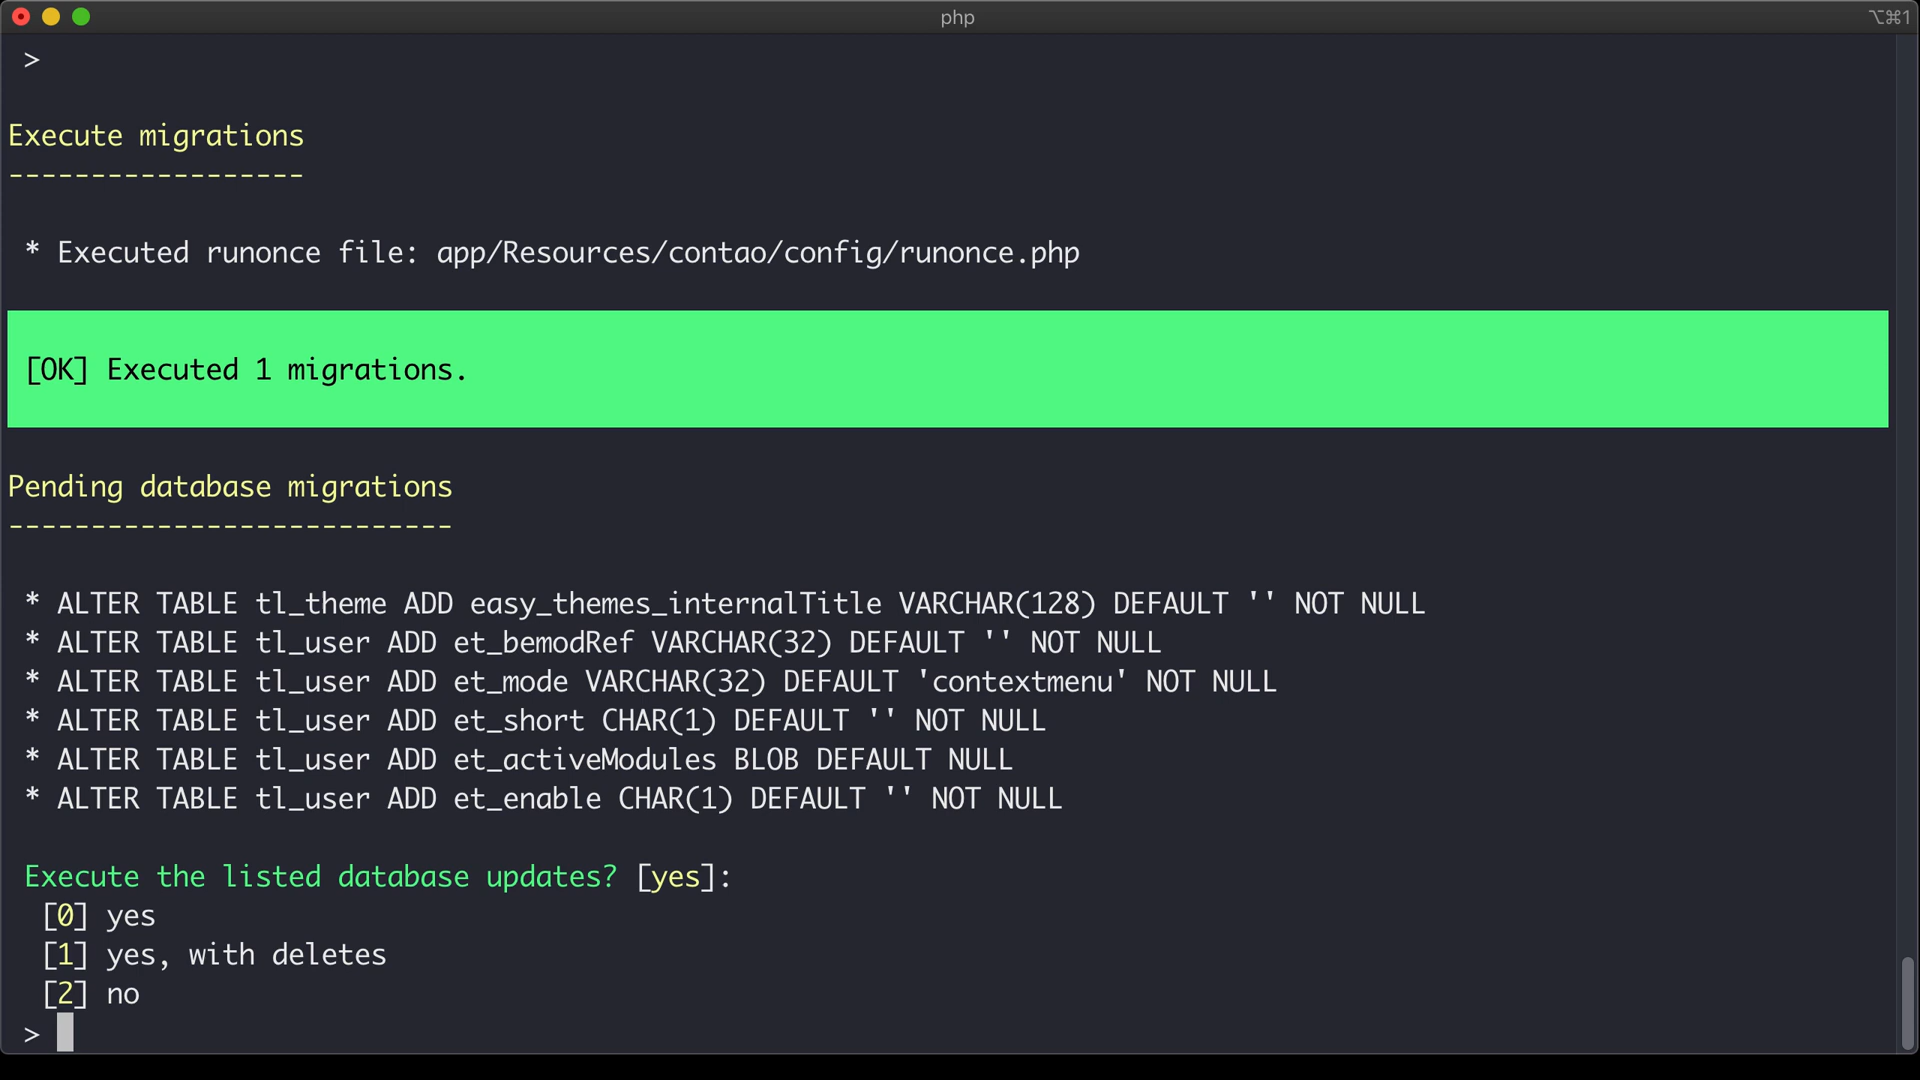 php
⌥⌘1
>
Execute migrations
------------------
* Executed runonce file: app/Resources/contao/config/runonce.php
[OK] Executed 1 migrations.
Pending database migrations
---------------------------
* ALTER TABLE tl_theme ADD easy_themes_internalTitle VARCHAR(128) DEFAULT '' NOT NULL
* ALTER TABLE tl_user ADD et_bemodRef VARCHAR(32) DEFAULT '' NOT NULL
* ALTER TABLE tl_user ADD et_mode VARCHAR(32) DEFAULT 'contextmenu' NOT NULL
* ALTER TABLE tl_user ADD et_short CHAR(1) DEFAULT '' NOT NULL
* ALTER TABLE tl_user ADD et_activeModules BLOB DEFAULT NULL
* ALTER TABLE tl_user ADD et_enable CHAR(1) DEFAULT '' NOT NULL
Execute the listed database updates? [yes]:
[0] yes
[1] yes, with deletes
[2] no
>